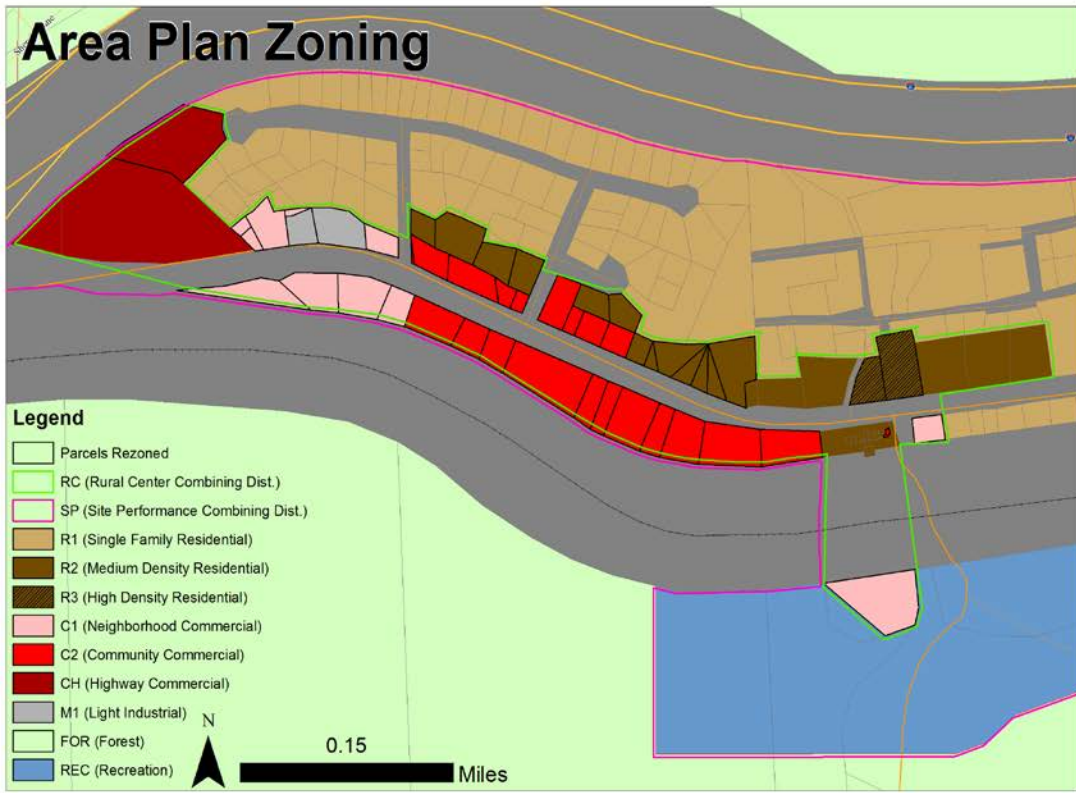 Area Plan Zoning
Legend
Parcels Rezoned
RC (Rural Center Combining Dist.)
SP (Site Performance Combining Dist.)
R1 (Single Family Residential)
R2 (Medium Density Residential)
R3 (High Density Residential)
C1 (Neighborhood Commercial)
C2 (Community Commercial)
CH (Highway Commercial)
M1 (Light Industrial)
FOR (Forest)
REC (Recreation)
N
0.15
Miles